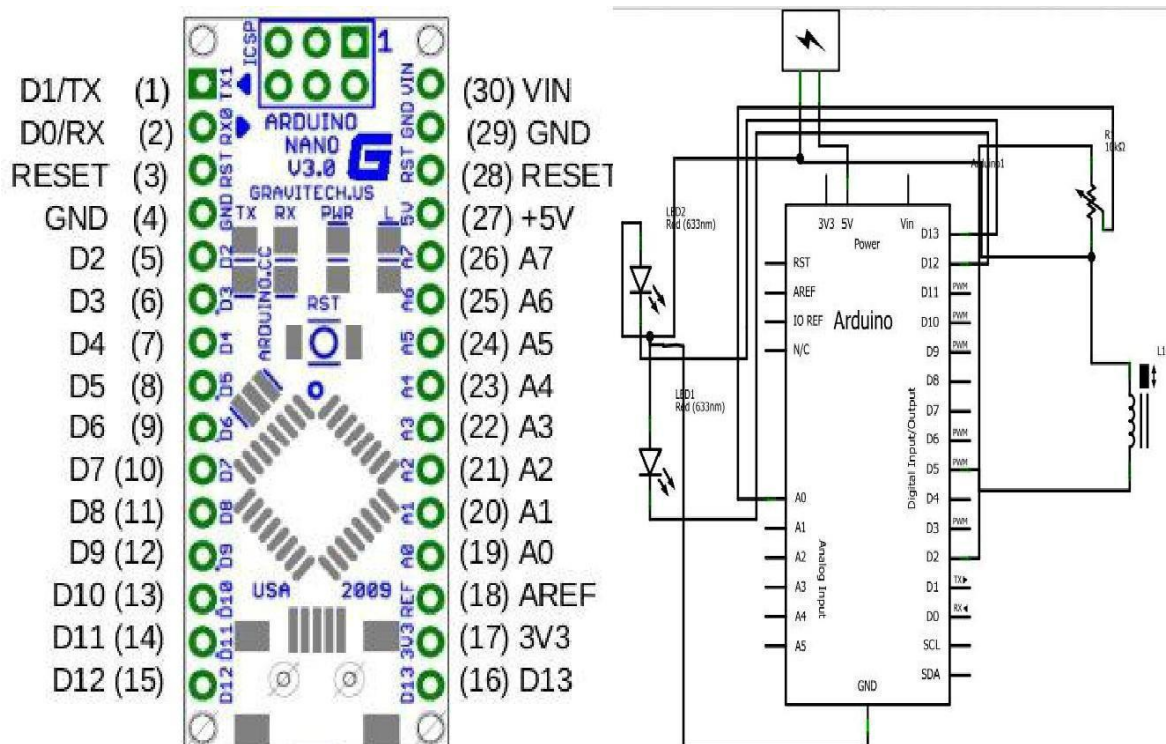 D1/TX (1)
D0/RX (2)
RESET (3)
GND (4)
D2 (5)
D3 (6)
D4 (7)
D5 (8)
D6 (9)
D7 (10)
D8 (11)
D9 (12)
D10 (13)
D11 (14)
D12 (15)
ICSP
1
TX1
RX0
RST
GND
D2
D3
D4
D5
D6
D7
D8
D9
D10
D11
D12
ARDUINO
NANO
V3.0
G
GRAVITECH.US
TX RX PWR L
ARDUINO.CC
RST
USA 2009
VIN
GND
RST
5V
A7
A6
A5
A4
A3
A2
A1
A0
REF
3V3
D13
(30) VIN
(29) GND
(28) RESET
(27) +5V
(26) A7
(25) A6
(24) A5
(23) A4
(22) A3
(21) A2
(20) A1
(19) A0
(18) AREF
(17) 3V3
(16) D13
10kΩ
Arduino1
LED2
Red (633nm)
LED1
Red (633nm)
3V3 5V Vin
Power
RST
AREF
IO REF
N/C
Arduino
A0
A1
A2
A3
A4
A5
Analog Input
Digital Input/Output
D13
D12
D11 PWM
D10 PWM
D9 PWM
D8
D7
D6 PWM
D5 PWM
D4
D3 PWM
D2
D1 TX
D0 RX
SCL
SDA
GND
L1